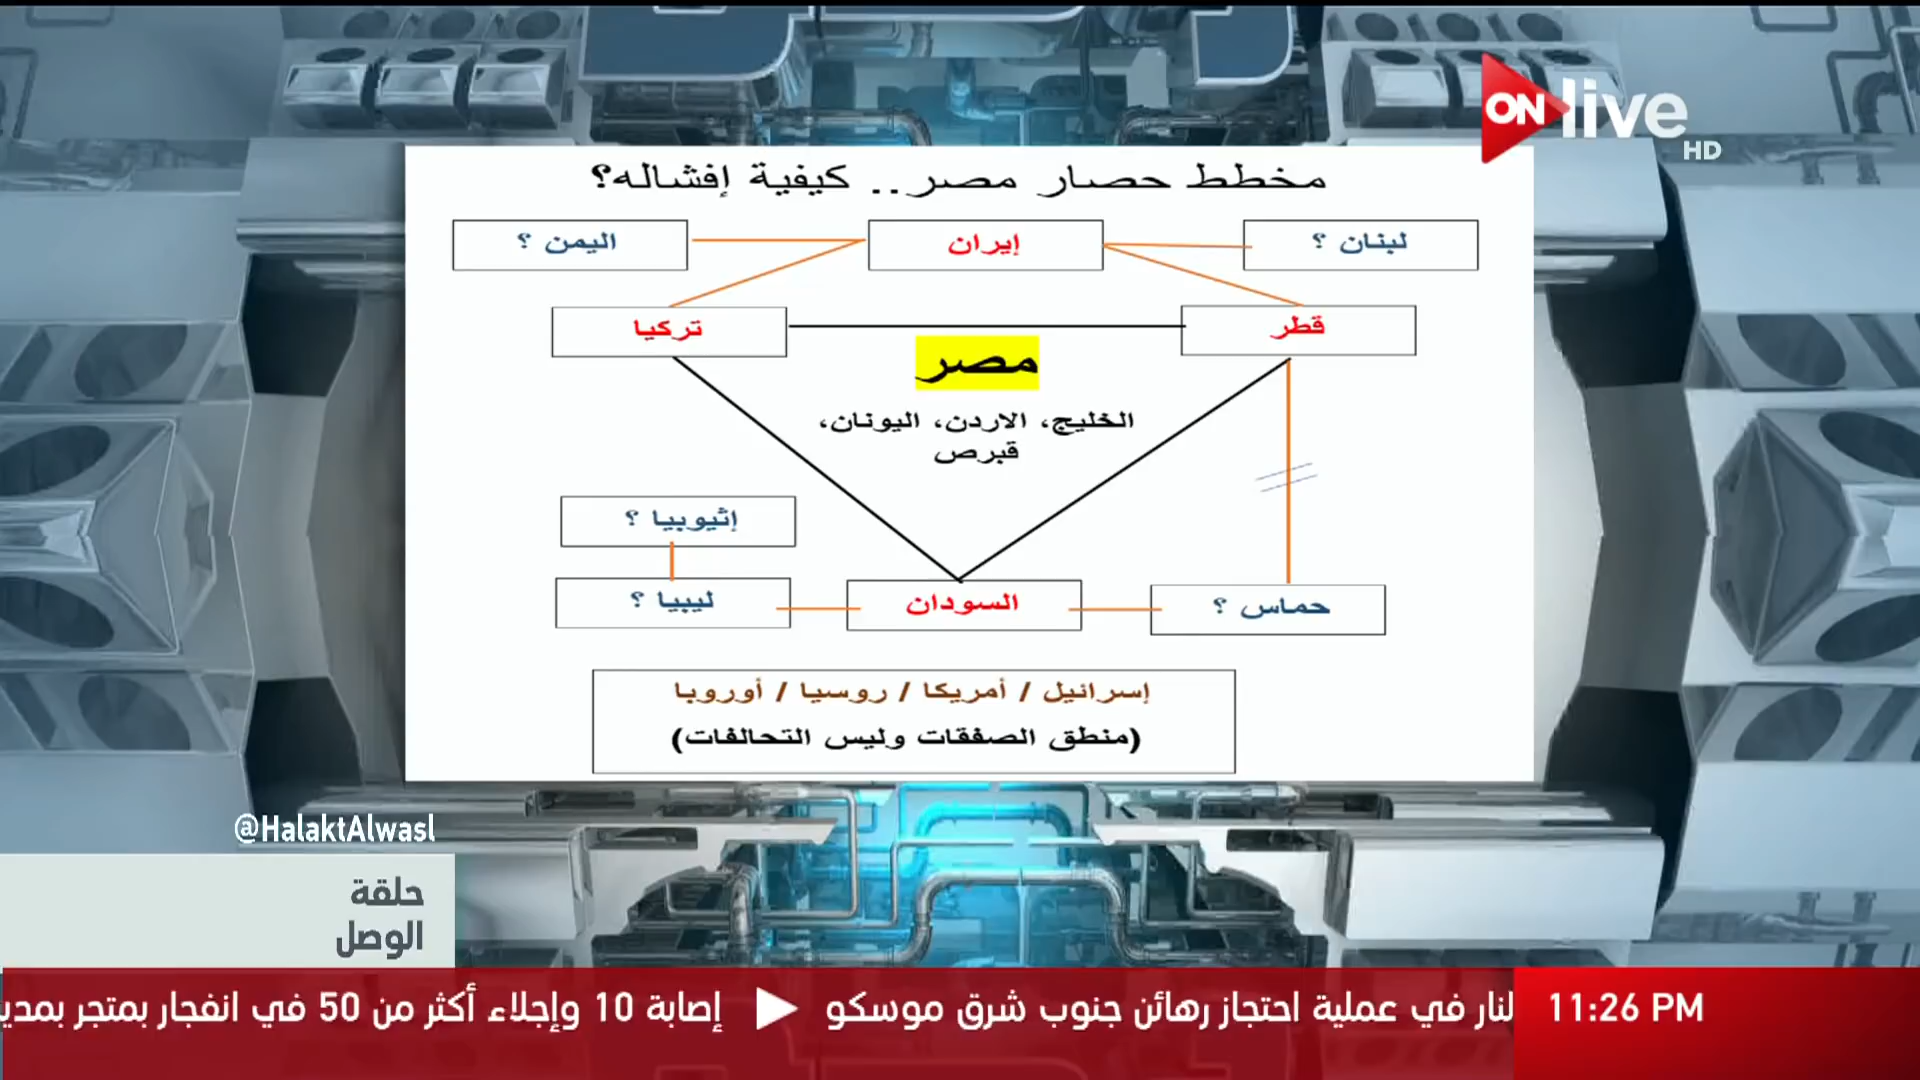 ON live
HD
مخطط حصار مصر.. كيفية إفشاله؟
لبنان ؟
إيران
اليمن ؟
قطر
تركيا
مصر
الخليج، الاردن، اليونان،
قبرص
إثيوبيا ؟
حماس ؟
السودان
ليبيا ؟
إسرائيل / أمريكا / روسيا / أوروبا
(منطق الصفقات وليس التحالفات)
@HalaktAlwasl
حلقة
الوصل
11:26 PM
النار في عملية احتجاز رهائن جنوب شرق موسكو
إصابة 10 وإجلاء أكثر من 50 في انفجار بمتجر